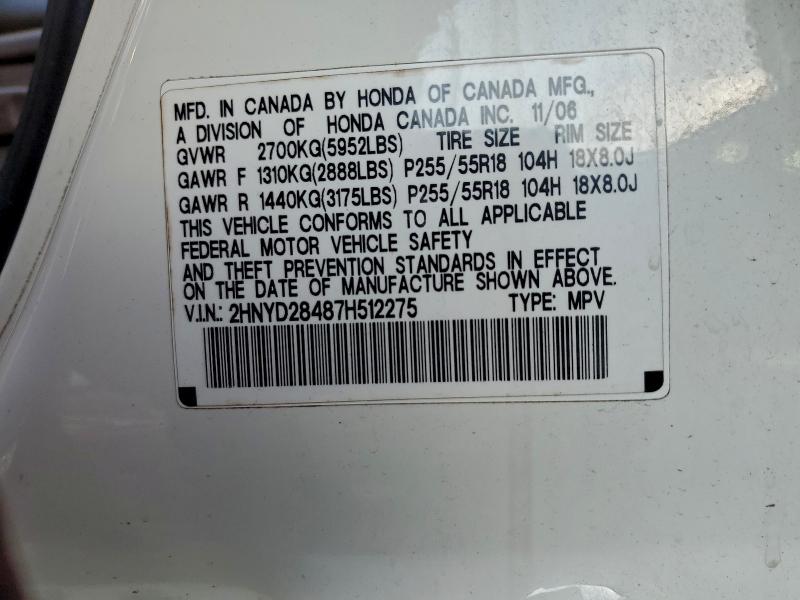 MFD. IN CANADA BY HONDA OF CANADA MFG.,
A DIVISION OF HONDA CANADA INC. 11/06
GVWR 2700KG(5952LBS) TIRE SIZE RIM SIZE
GAWR F 1310KG(2888LBS) P255/55R18 104H 18X8.0J
GAWR R 1440KG(3175LBS) P255/55R18 104H 18X8.0J
THIS VEHICLE CONFORMS TO ALL APPLICABLE
FEDERAL MOTOR VEHICLE SAFETY
AND THEFT PREVENTION STANDARDS IN EFFECT
ON THE DATE OF MANUFACTURE SHOWN ABOVE.
V.I.N.: 2HNYD28487H512275 TYPE: MPV